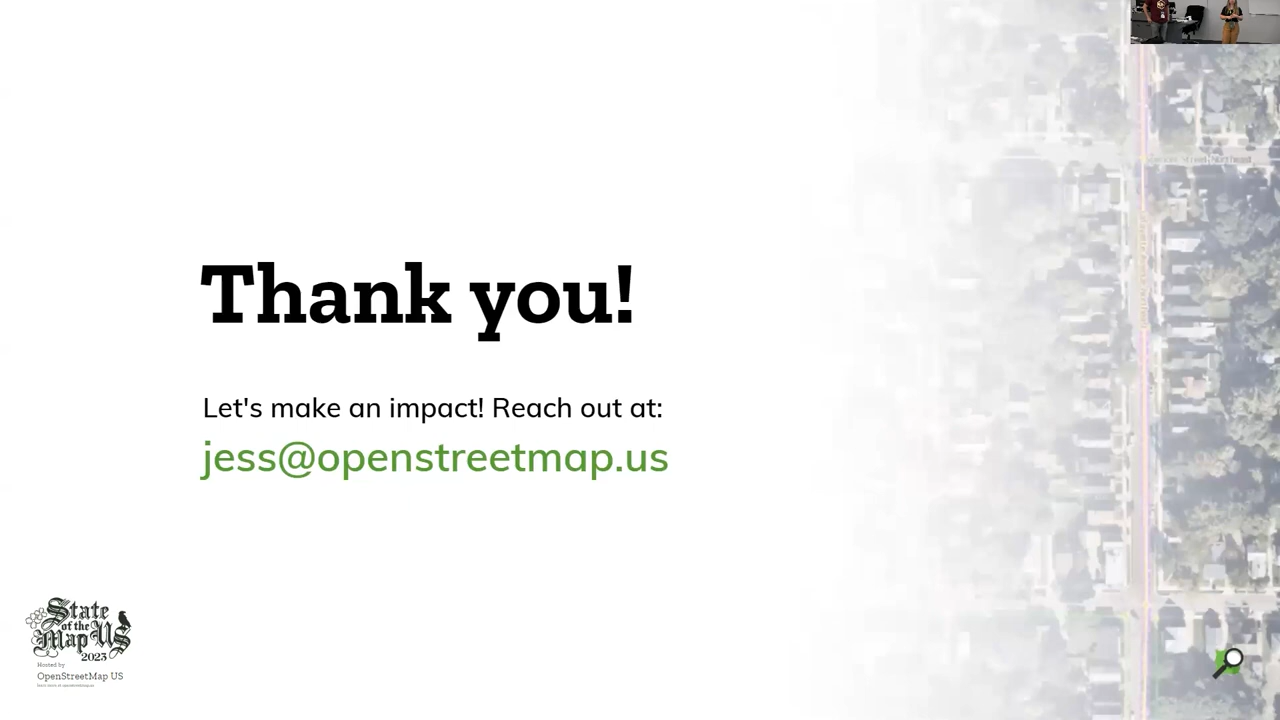 Thank you!
Let's make an impact! Reach out at:
jess@openstreetmap.us
State
of the
Map US
2023
Hosted by
OpenStreetMap US